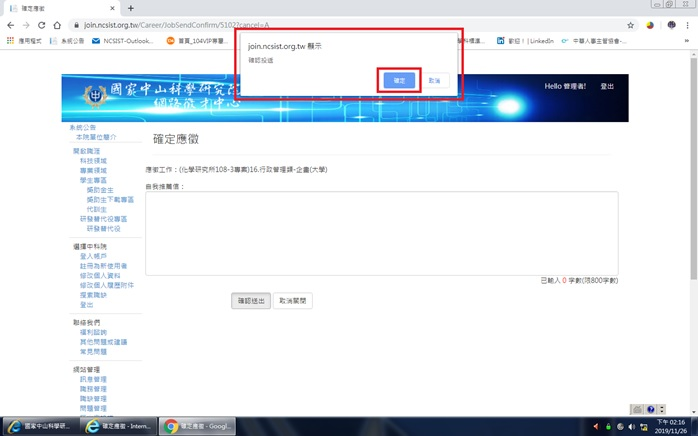 確定應徵
join.ncsist.org.tw/Career/JobSendConfirm/5102?cancel=A
應用程式
系統公告
NCSIST-Outlook...
首頁_104VIP專屬...
歡迎！ | LinkedIn
中華人事主管協會-...
join.ncsist.org.tw 顯示
確認投遞
確定
取消
國家中山科學研究院
網路徵才中心
Hello 管理者!
登出
系統公告
本院單位簡介
確定應徵
開啟職涯
科技領域
專案領域
學生專區
獎助金生
獎助生下載專區
代訓生
研發替代役專區
研發替代役
應徵工作：(化學研究所108-3專案)16.行政管理類-企畫(大學)
自我推薦信：
選擇中科院
登入帳戶
註冊為新使用者
修改個人資料
修改個人履歷附件
搜索職缺
登出
已輸入 0 字數(限800字數)
確認送出
取消關閉
聯絡我們
福利諮詢
其他問題或建議
常見問題
網站管理
訊息管理
職務管理
職缺管理
問題管理
國家中山科學研...
確定應徵 - Intern...
確定應徵 - Googl...
下午 02:16
2019/11/26